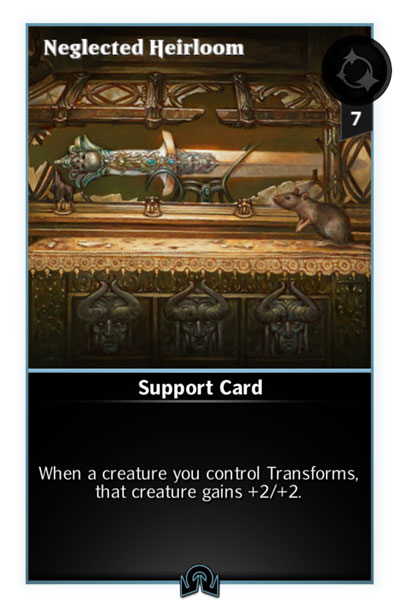 Neglected Heirloom
7
Support Card
When a creature you control Transforms,
that creature gains +2/+2.